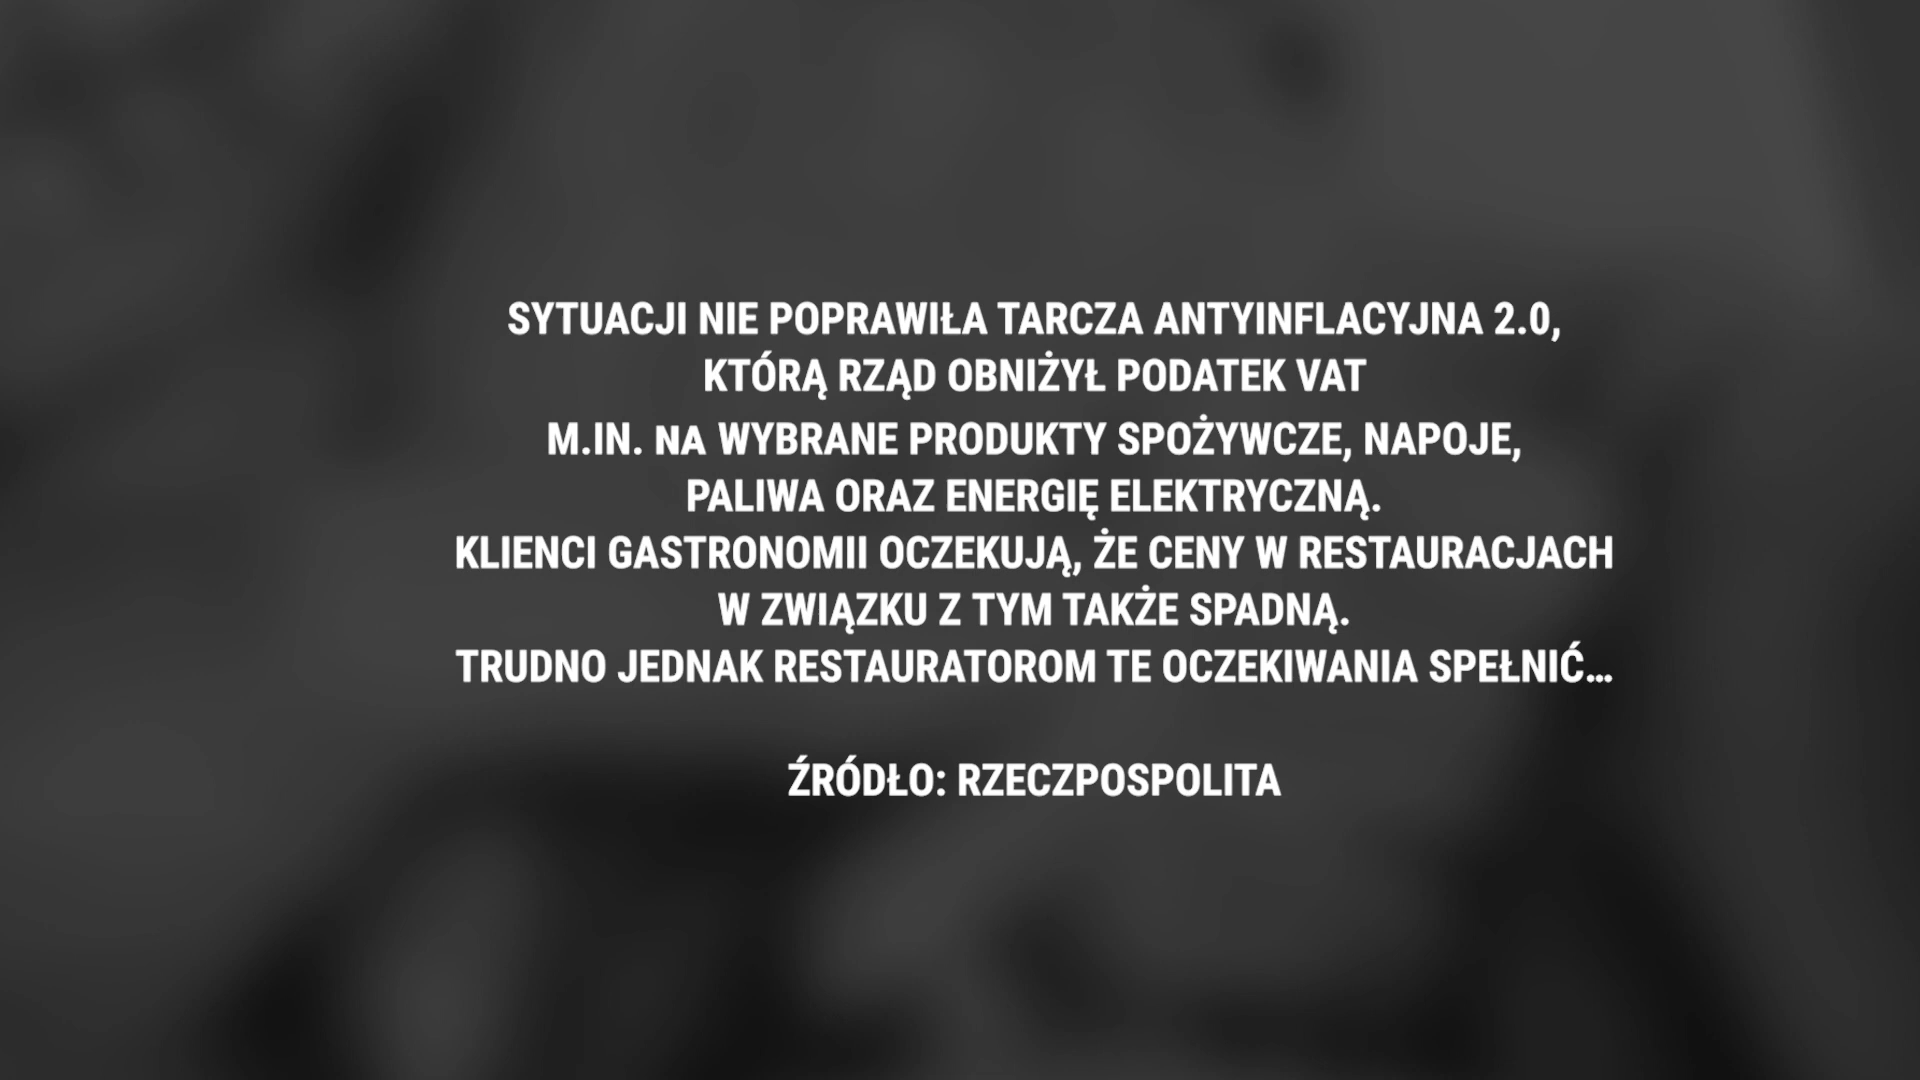 SYTUACJI NIE POPRAWIŁA TARCZA ANTYINFLACYJNA 2.0,
KTÓRĄ RZĄD OBNIŻYŁ PODATEK VAT
M.IN. NA WYBRANE PRODUKTY SPOŻYWCZE, NAPOJE,
PALIWA ORAZ ENERGIĘ ELEKTRYCZNĄ.
KLIENCI GASTRONOMII OCZEKUJĄ, ŻE CENY W RESTAURACJACH
W ZWIĄZKU Z TYM TAKŻE SPADNĄ.
TRUDNO JEDNAK RESTAURATOROM TE OCZEKIWANIA SPEŁNIĆ...
ŹRÓDŁO: RZECZPOSPOLITA